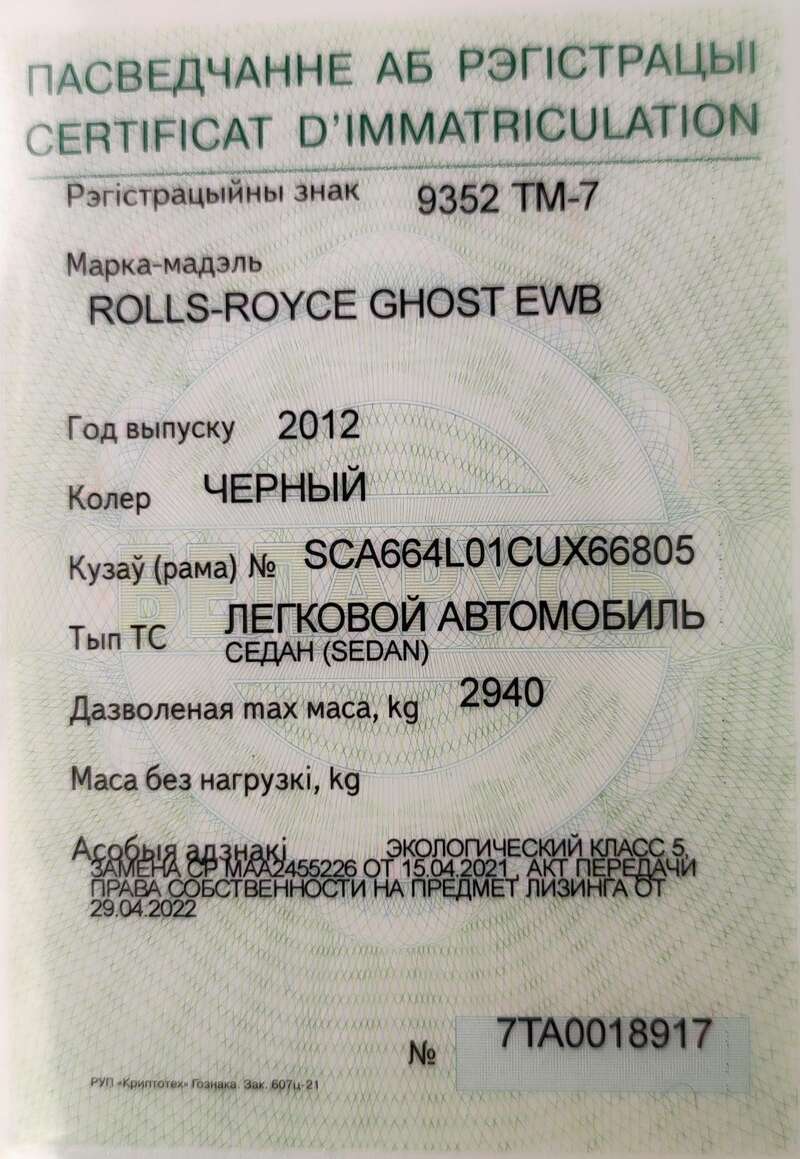 ПАСВЕДЧАННЕ АБ РЭГІСТРАЦЫІ
CERTIFICAT D'IMMATRICULATION
Рэгістрацыйны знак 9352 TM-7
Марка-мадэль
ROLLS-ROYCE GHOST EWB
Год выпуску 2012
Колер ЧЕРНЫЙ
Кузаў (рама) № SCA664L01CUX66805
БЕЛАРУСЬ
Тып ТС ЛЕГКОВОЙ АВТОМОБИЛЬ
СЕДАН (SEDAN)
Дазволеная max маса, kg 2940
Маса без нагрузкі, kg
Асобыя адзнакі ЭКОЛОГИЧЕСКИЙ КЛАСС 5,
ЗАМЕНА СР МАА2455226 ОТ 15.04.2021 , АКТ ПЕРЕДАЧИ
ПРАВА СОБСТВЕННОСТИ НА ПРЕДМЕТ ЛИЗИНГА ОТ
29.04.2022
№ 7TA0018917
РУП «Криптотех» Гознака. Зак. 607ц-21